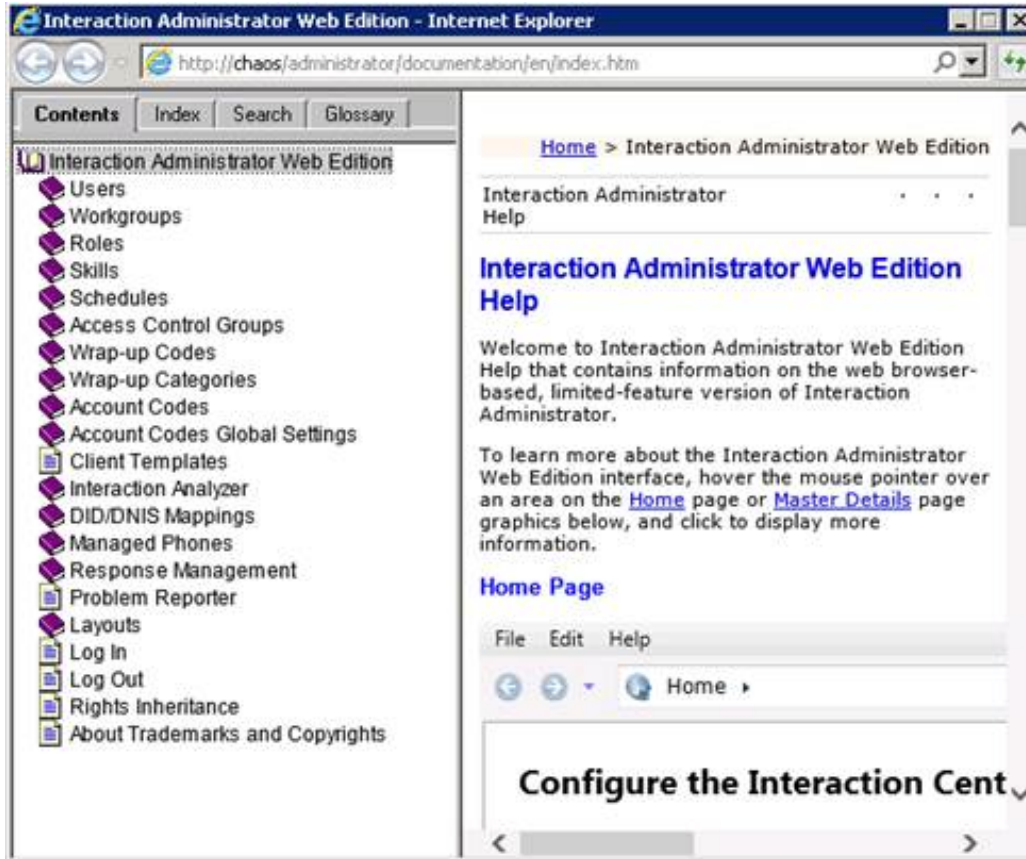 Interaction Administrator Web Edition - Internet Explorer
http://chaos/administrator/documentation/en/index.htm
Contents Index Search Glossary
Interaction Administrator Web Edition
Users
Workgroups
Roles
Skills
Schedules
Access Control Groups
Wrap-up Codes
Wrap-up Categories
Account Codes
Account Codes Global Settings
Client Templates
Interaction Analyzer
DID/DNIS Mappings
Managed Phones
Response Management
Problem Reporter
Layouts
Log In
Log Out
Rights Inheritance
About Trademarks and Copyrights
Home > Interaction Administrator Web Edition
Interaction Administrator
Help
Interaction Administrator Web Edition
Help
Welcome to Interaction Administrator Web Edition
Help that contains information on the web browser-
based, limited-feature version of Interaction
Administrator.
To learn more about the Interaction Administrator
Web Edition interface, hover the mouse pointer over
an area on the Home page or Master Details page
graphics below, and click to display more
information.
Home Page
File Edit Help
Home
Configure the Interaction Cent